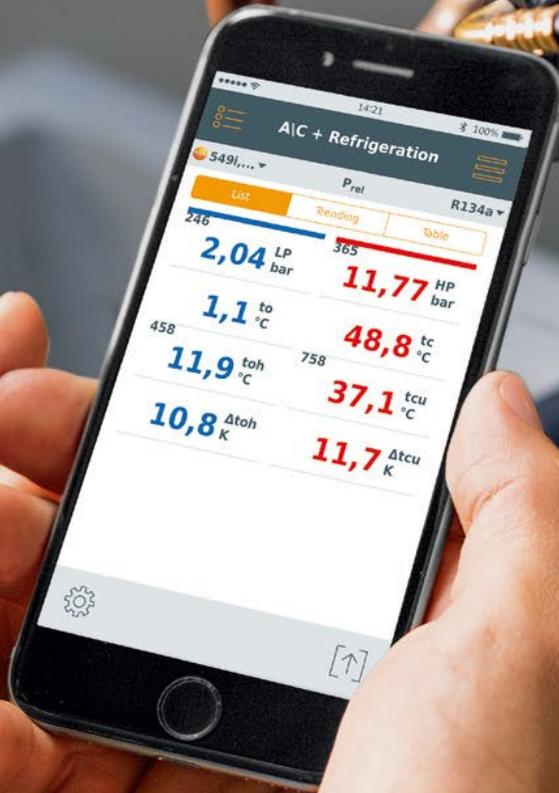 14:21
100%
A\C + Refrigeration
549i,...
Prel
R134a
List
Trending
Table
246
365
2,04 LP bar
11,77 HP bar
1,1 to °C
48,8 tc °C
458
758
11,9 toh °C
37,1 tcu °C
10,8 Δtoh K
11,7 Δtcu K